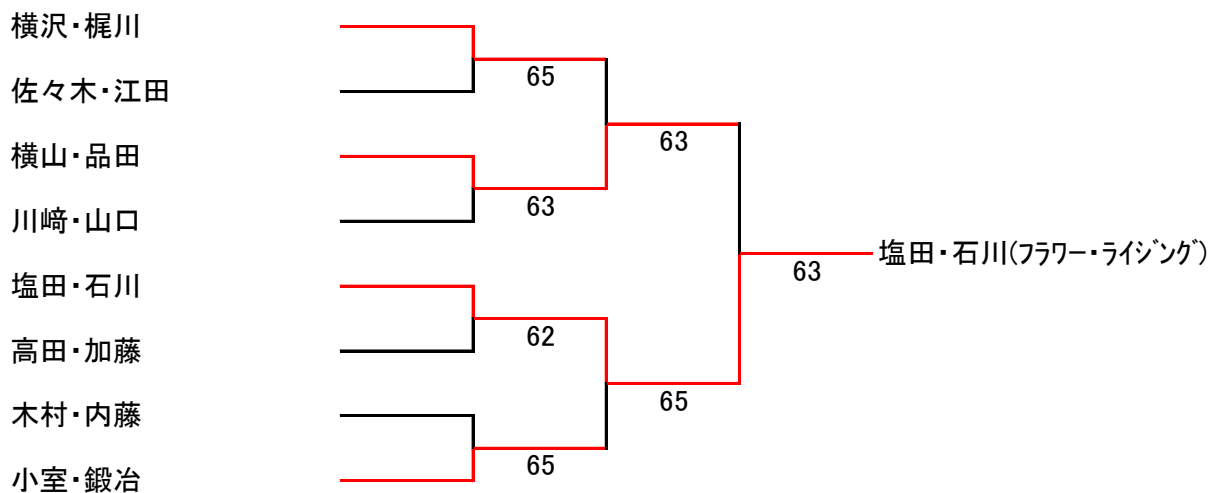 横沢・梶川
65
佐々木・江田
63
横山・品田
63
川﨑・山口
塩田・石川(ﾌﾗﾜｰ・ﾗｲｼﾞﾝｸﾞ)
63
塩田・石川
62
高田・加藤
65
木村・内藤
65
小室・鍛冶